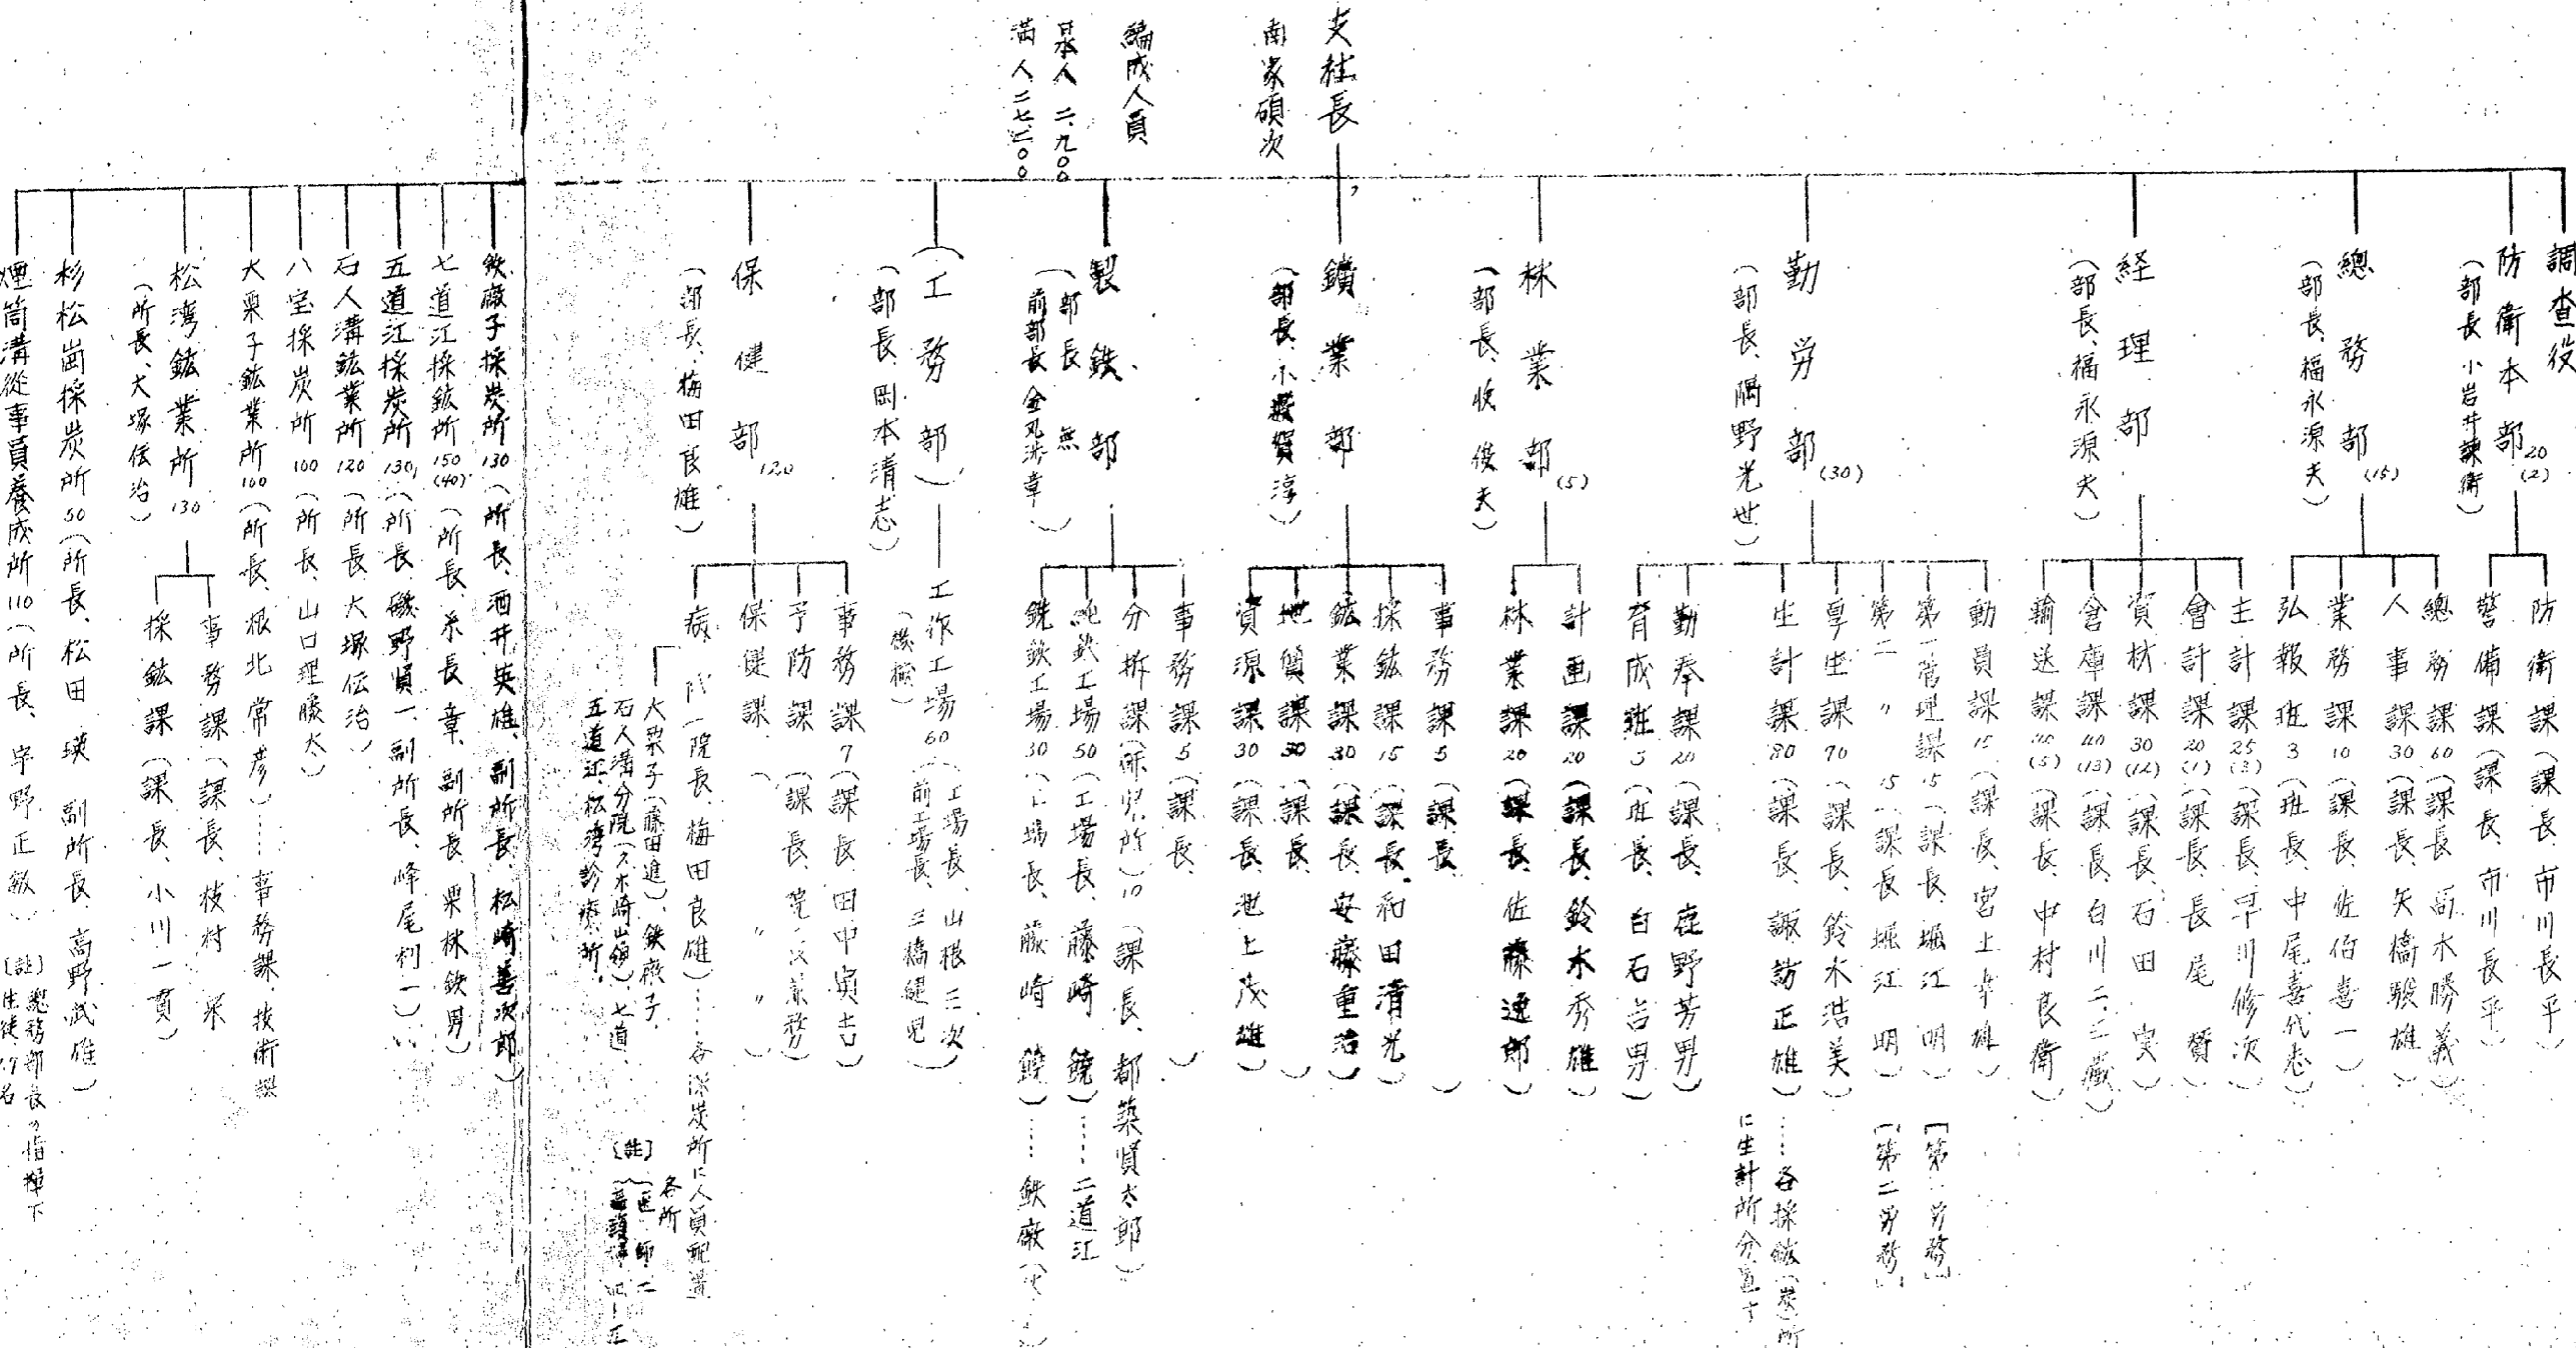 支社長
南家碩次
編成人員
日本人 二、九〇〇
満人 二七、二〇〇
調査役
防衛本部 20 (2)
(部長 小岩井諌衛)
防衛課(課長、市川長平)
警備課(課長、市川長平)
總務部 (15)
(部長、福永源夫)
總務課 60(課長、高木勝義)
人事課 30(課長、矢橋駿雄)
業務課 10(課長、佐伯喜一)
弘報班 3(班長、中尾喜代志)
経理部
(部長、福永源夫)
主計課 25 (3)(課長、早川修次)
會計課 20 (1)(課長、長尾 賛)
資材課 30 (12)(課長、石田 実)
倉庫課 40 (13)(課長、白川二三蔵)
輸送課 (5)(課長、中村良衛)
勤労部 (30)
(部長、隅野光世)
動員課 15(課長、宮上幸雄)
第一管理課 15(課長、堀江 明)[第一労務]
第二 〃 15(課長 堀江 明)[第二労務]
厚生課 70(課長、鈴木浩美)
生計課 80(課長、諏訪正雄)……各採鉱(炭)所
に生計所分置す
勤奉課 20(課長、鹿野芳男)
育成班 5(班長、白石吉男)
林業部 (5)
(部長、牧 俊夫)
計画課 20(課長、鈴木秀雄)
林業課 20(課長、佐藤達郎)
鑛業部
(部長、小 賀 淳)
事務課 5(課長、 )
採鉱課 15(課長、和田清光)
鉱業課 30(課長、安藤重治)
地質課 30(課長、 )
資源課 30(課長、池上茂雄)
製鉄部
(部長 無
前部長 金丸 章)
事務課 5(課長、 )
分析課(研究所)10(課長、都築慎太郎)
純鉄工場 50(工場長、藤崎 鐃)……二道江
銑鉄工場 30(工場長、藤崎 鐃)……鉄廠
(工務部)
(部長、岡本清志)
工作工場 60(工場長、山根三次)
(機械)(前工場長、三橋健児)
保健部 120
(部長、梅田良雄)
事務課 7(課長、田中寅吉)
予防課(課長、 兼務)
保健課( 〃 〃 )
病院(院長、梅田良雄)……各採炭所に人員配置
大栗子(藤田進)、鉄廠子、
石人溝分院( 木崎山領)七道、
五道江、松湾診療所、
[註]各所 医師 二
鉄廠子採炭所 130(所長、酒井英雄、副所長、松崎善次郎)
七道江採鉱所 150 (40)(所長、糸長 章、副所長、栗林鉄男)
五道江採炭所 130(所長、磯野慎一、副所長、峰尾利一)
石人溝鉱業所 120(所長、大塚伝治)
八宝採炭所 100(所長、山口理藤太)
大栗子鉱業所 100(所長、根北常彦)……事務課、技術課
松湾鉱業所 130
(所長、大塚伝治)
事務課(課長、枝村 栄)
採鉱課(課長、小川一貫)
杉松崗採炭所 50(所長、松田 瑛 副所長、高野武雄)
煙筒溝従事員養成所 110(所長、宇野正敏)
[註]總務部長の指揮下
生徒 名